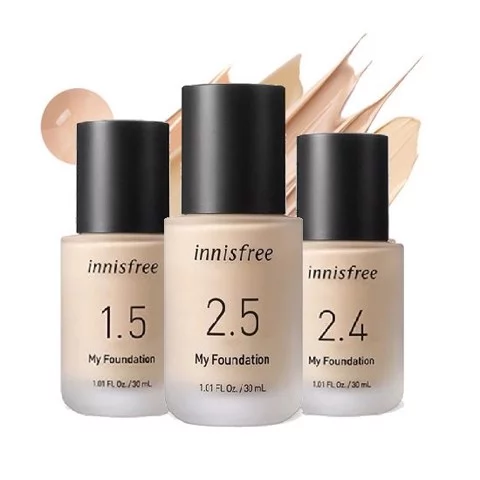 innisfree
1.5
My Foundation
1.01 FL Oz. / 30 mL
innisfree
2.5
My Foundation
1.01 FL Oz. / 30 mL
innisfree
2.4
My Foundation
1.01 FL Oz. / 30 mL